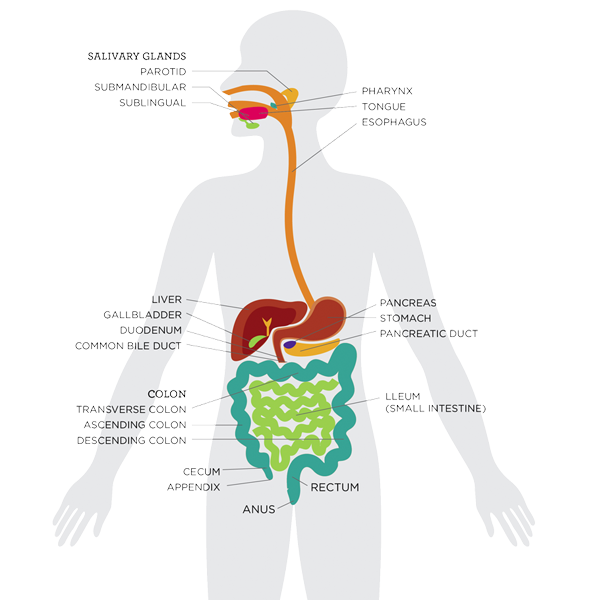 SALIVARY GLANDS
PAROTID
SUBMANDIBULAR
SUBLINGUAL
PHARYNX
TONGUE
ESOPHAGUS
LIVER
GALLBLADDER
DUODENUM
COMMON BILE DUCT
PANCREAS
STOMACH
PANCREATIC DUCT
COLON
TRANSVERSE COLON
ASCENDING COLON
DESCENDING COLON
LLEUM
(SMALL INTESTINE)
CECUM
APPENDIX
RECTUM
ANUS